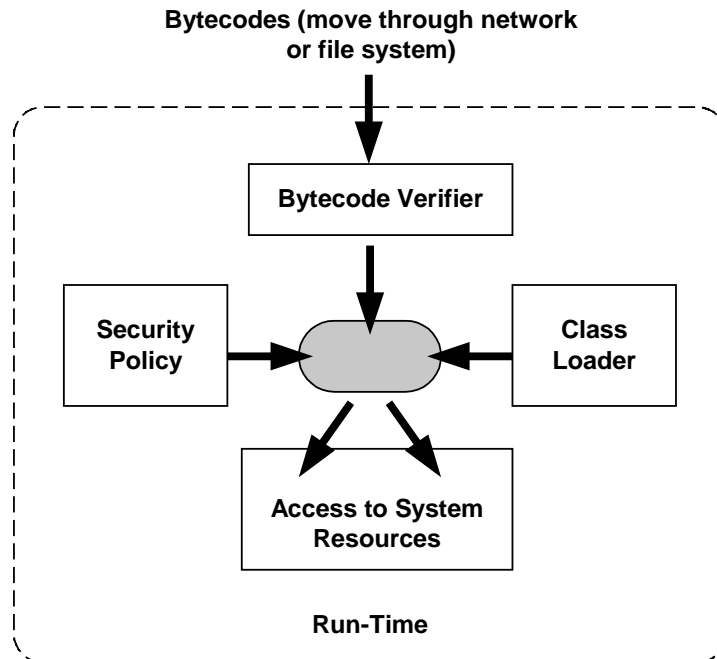 Bytecodes (move through network
or file system)
Bytecode Verifier
Security
Policy
Class
Loader
Access to System
Resources
Run-Time